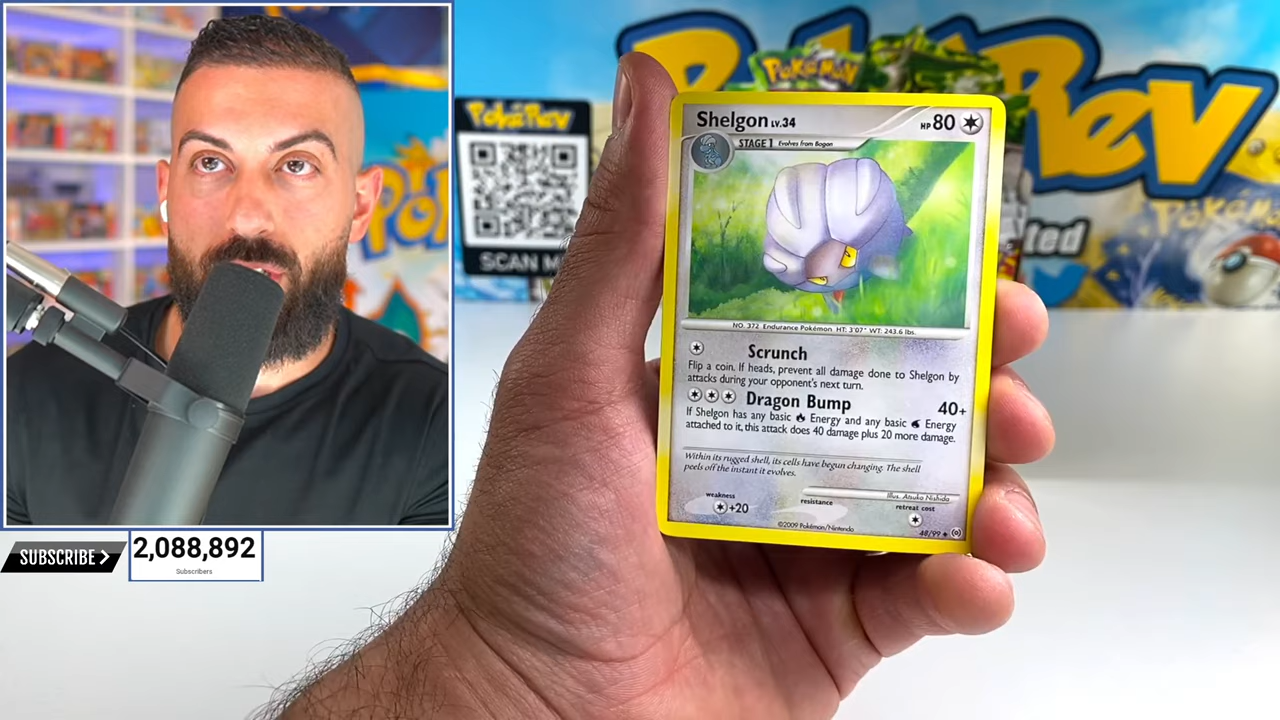 PokéRev
SCAN M
Pokémon
PokéRev
Pokémo
ted
Po
SUBSCRIBE
2,088,892
Subscribers
Shelgon LV.34
HP 80
STAGE 1 Evolves from Bagon
NO. 372 Endurance Pokémon HT: 3'07" WT: 243.6 lbs.
Scrunch
Flip a coin. If heads, prevent all damage done to Shelgon by
attacks during your opponent's next turn.
Dragon Bump 40+
If Shelgon has any basic Energy and any basic Energy
attached to it, this attack does 40 damage plus 20 more damage.
Within its rugged shell, its cells have begun changing. The shell
peels off the instant it evolves.
Illus. Atsuko Nishida
weakness
+20
resistance
retreat cost
©2009 Pokémon/Nintendo
48/99